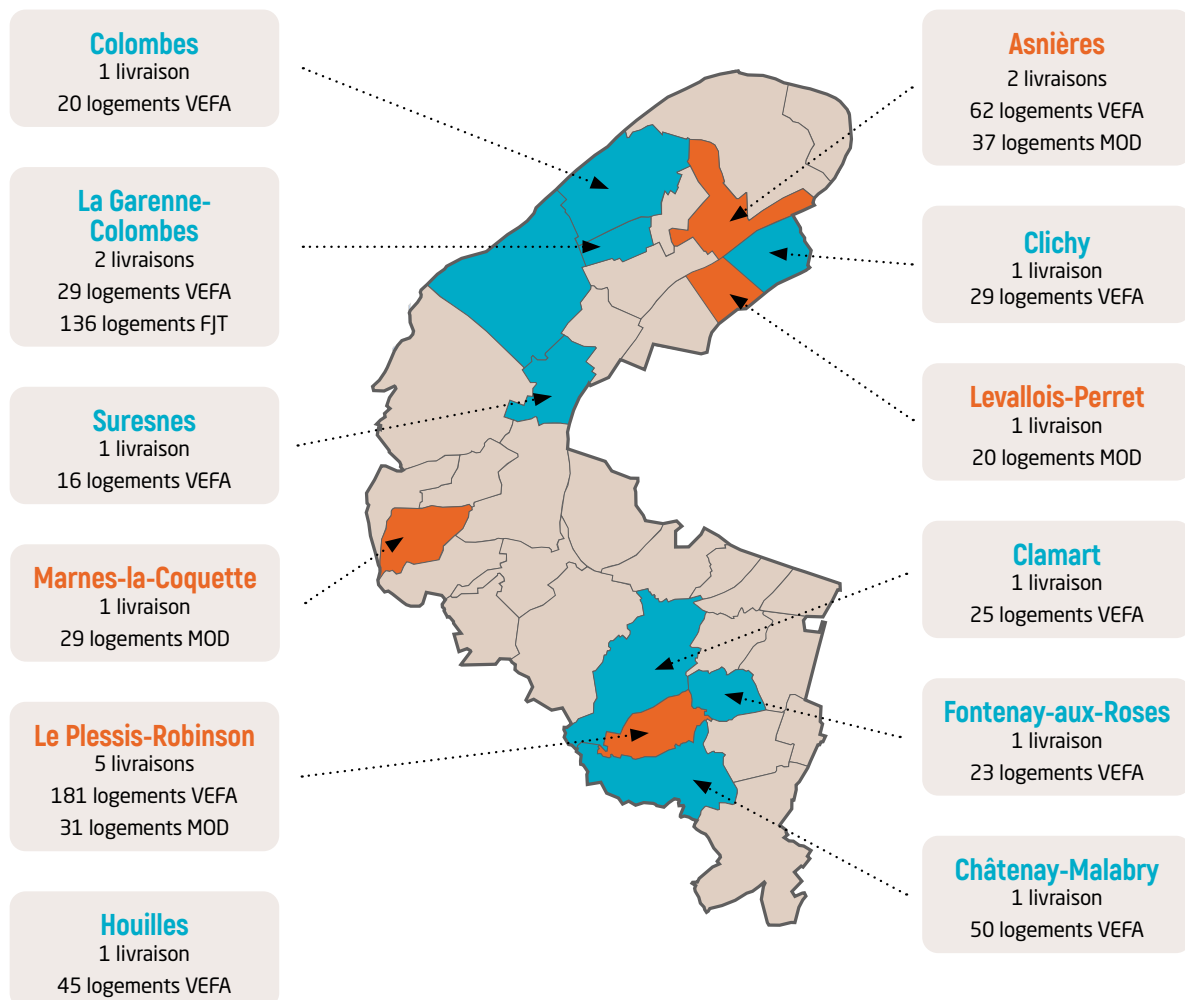 Colombes
1 livraison
20 logements VEFA
La Garenne-
Colombes
2 livraisons
29 logements VEFA
136 logements FJT
Suresnes
1 livraison
16 logements VEFA
Marnes-la-Coquette
1 livraison
29 logements MOD
Le Plessis-Robinson
5 livraisons
181 logements VEFA
31 logements MOD
Houilles
1 livraison
45 logements VEFA
Asnières
2 livraisons
62 logements VEFA
37 logements MOD
Clichy
1 livraison
29 logements VEFA
Levallois-Perret
1 livraison
20 logements MOD
Clamart
1 livraison
25 logements VEFA
Fontenay-aux-Roses
1 livraison
23 logements VEFA
Châtenay-Malabry
1 livraison
50 logements VEFA